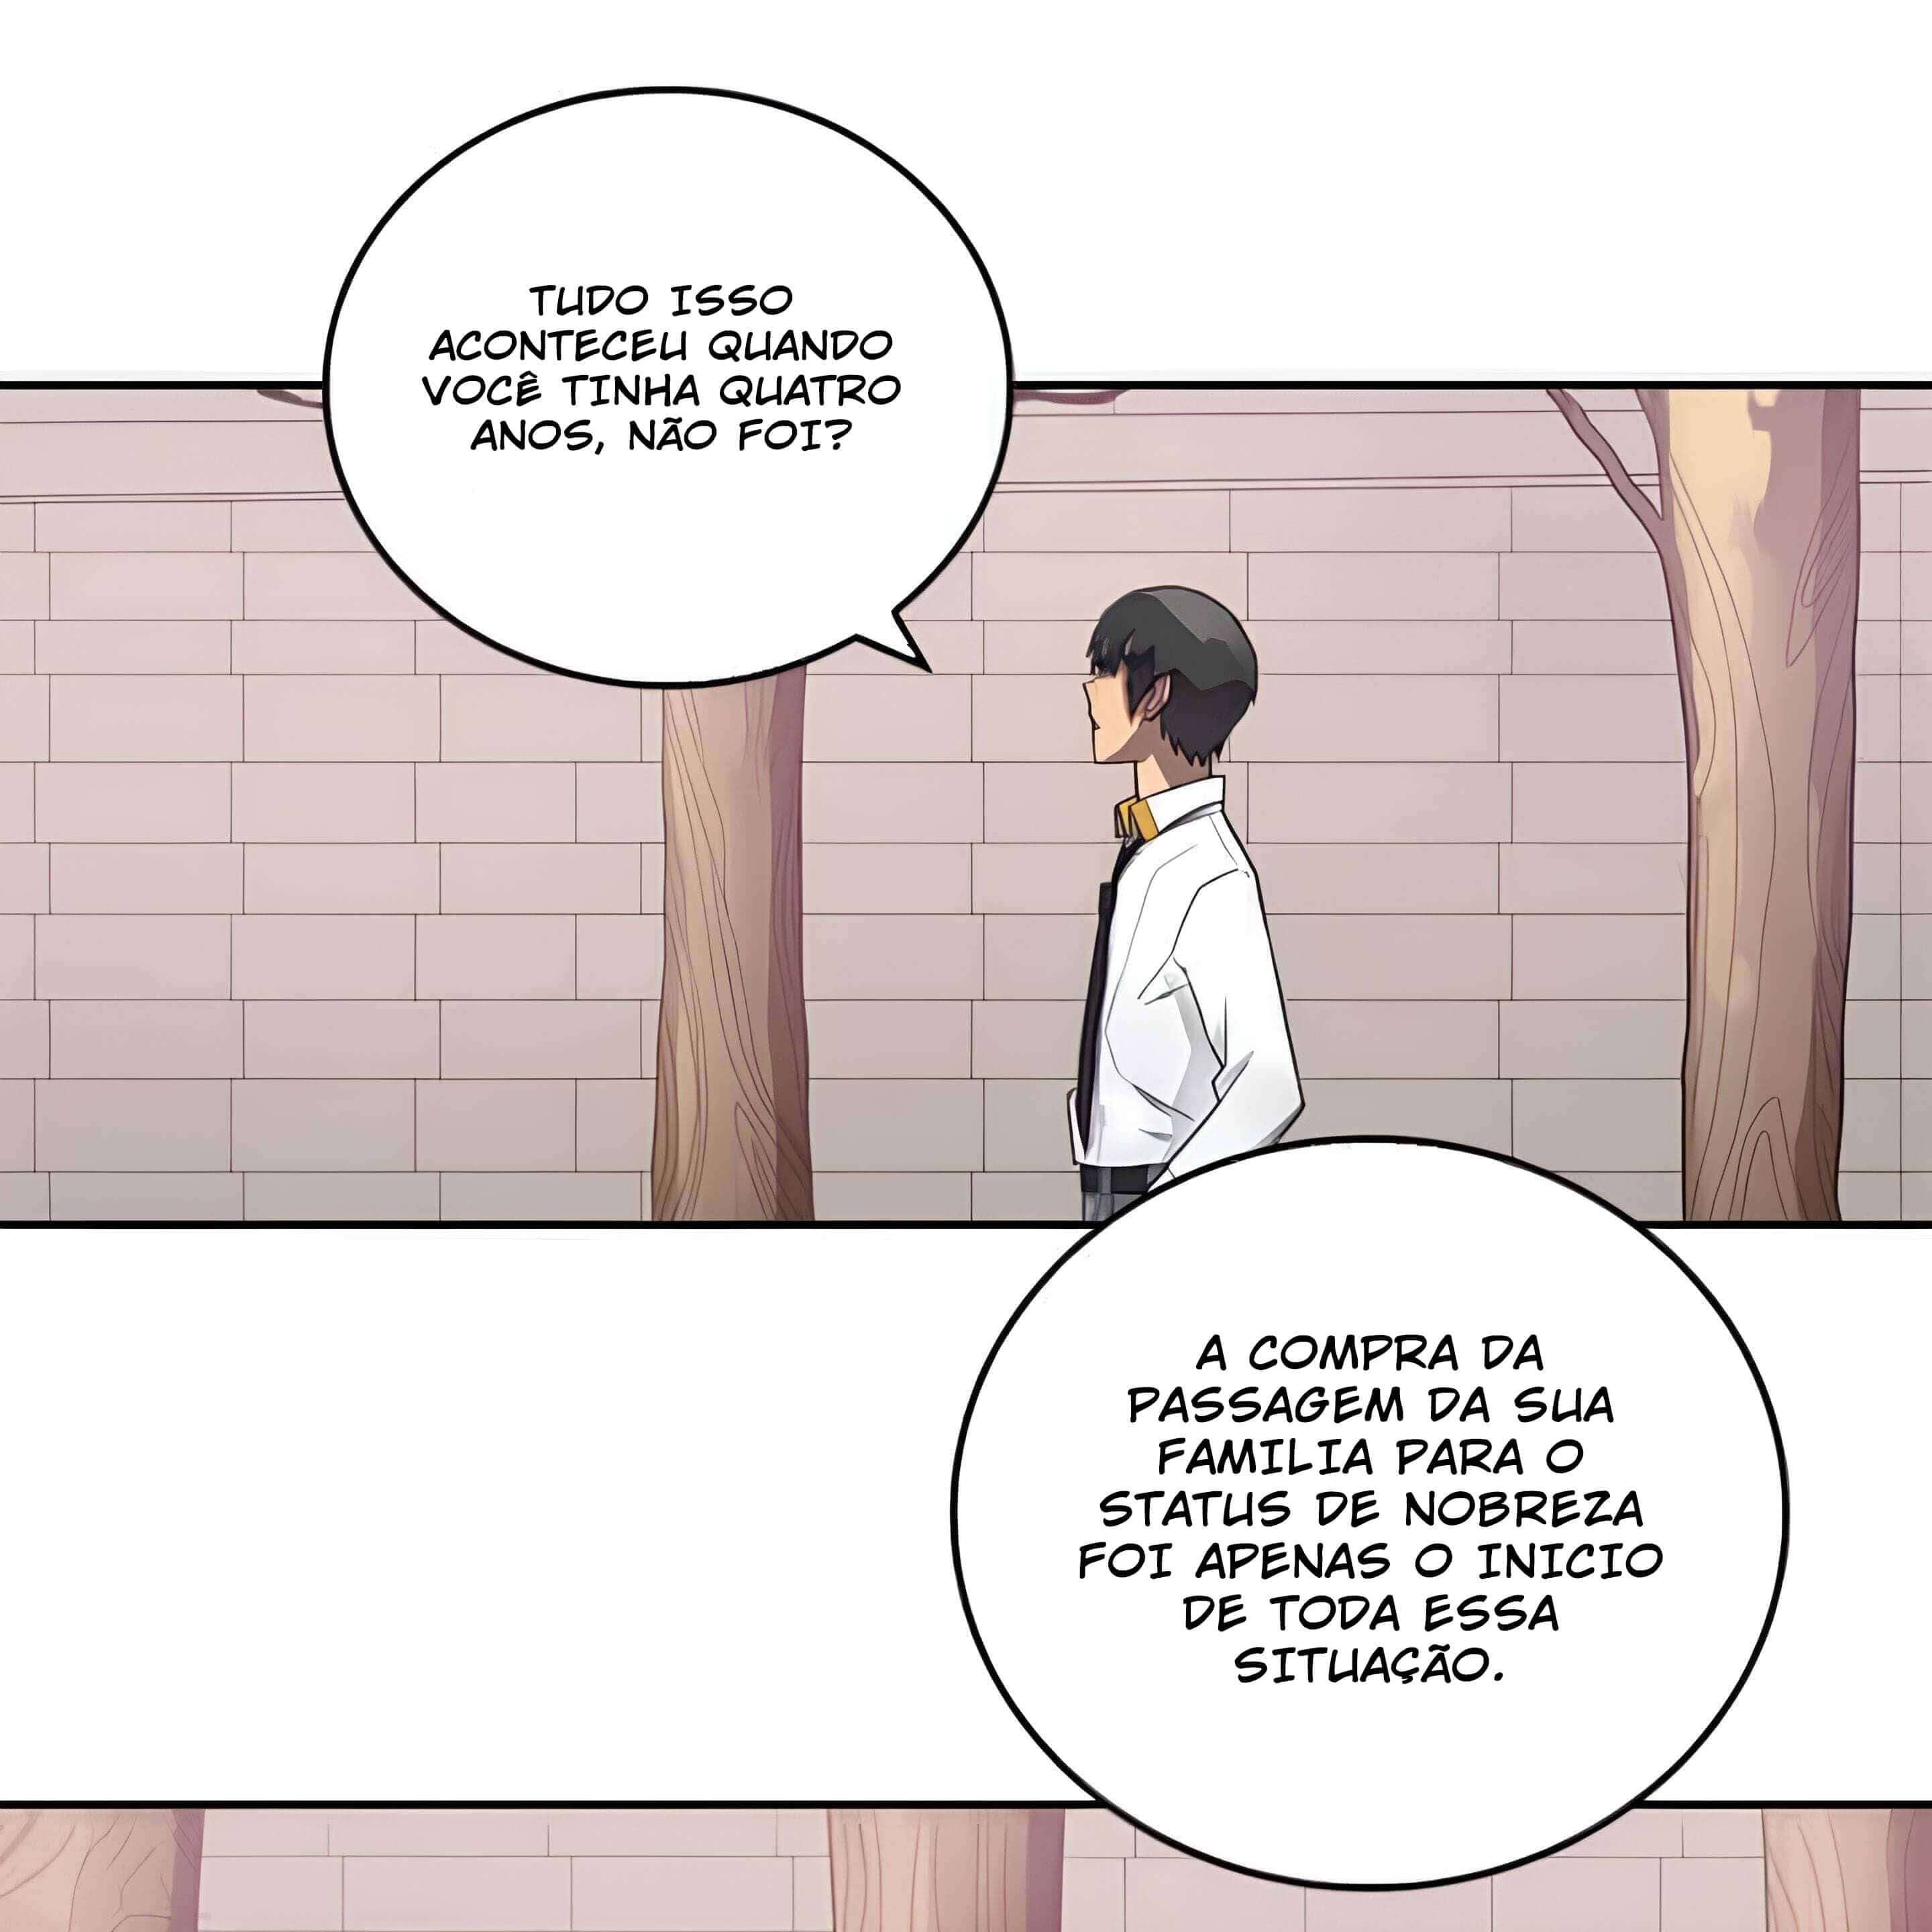 TUDO ISSO
ACONTECEU QUANDO
VOCÊ TINHA QUATRO
ANOS, NÃO FOI?
A COMPRA DA
PASSAGEM DA SUA
FAMILIA PARA O
STATUS DE NOBREZA
FOI APENAS O INICIO
DE TODA ESSA
SITUAÇÃO.